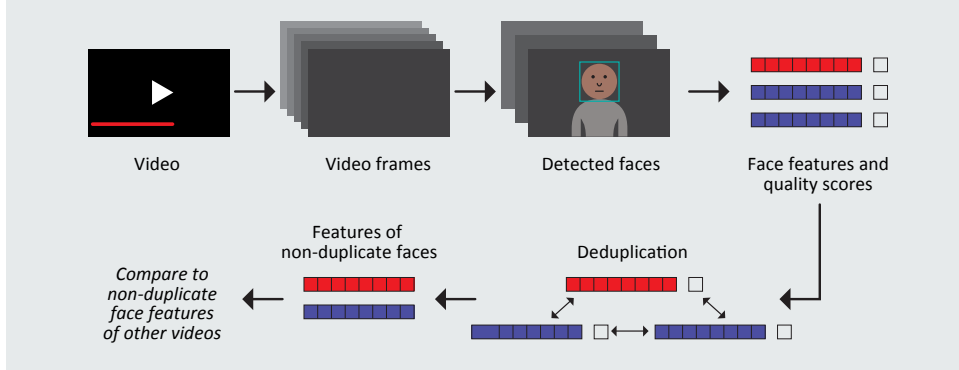 Video
Video frames
Detected faces
Face features and
quality scores
Features of
non-duplicate faces
Deduplication
Compare to
non-duplicate
face features
of other videos